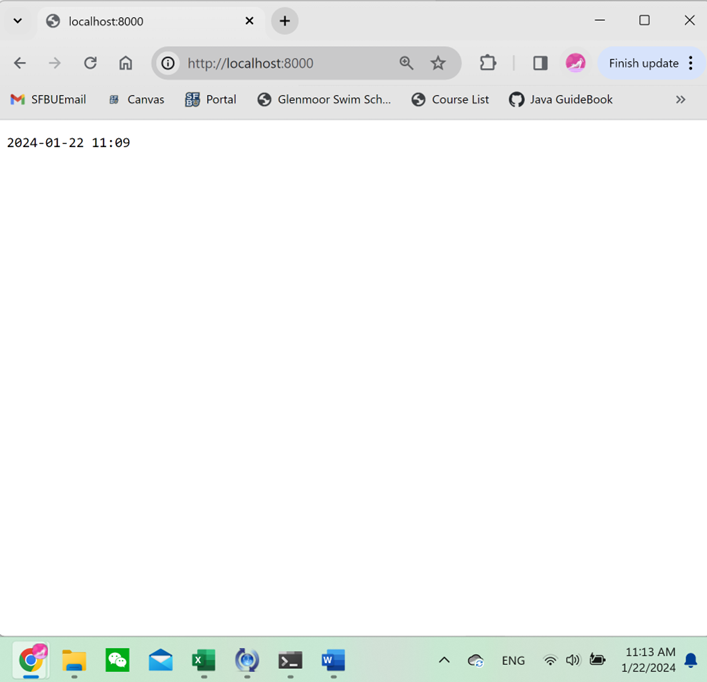 localhost:8000
http://localhost:8000
Finish update
SFBUEmail Canvas Portal Glenmoor Swim Sch... Course List Java GuideBook
2024-01-22 11:09
ENG 11:13 AM
1/22/2024